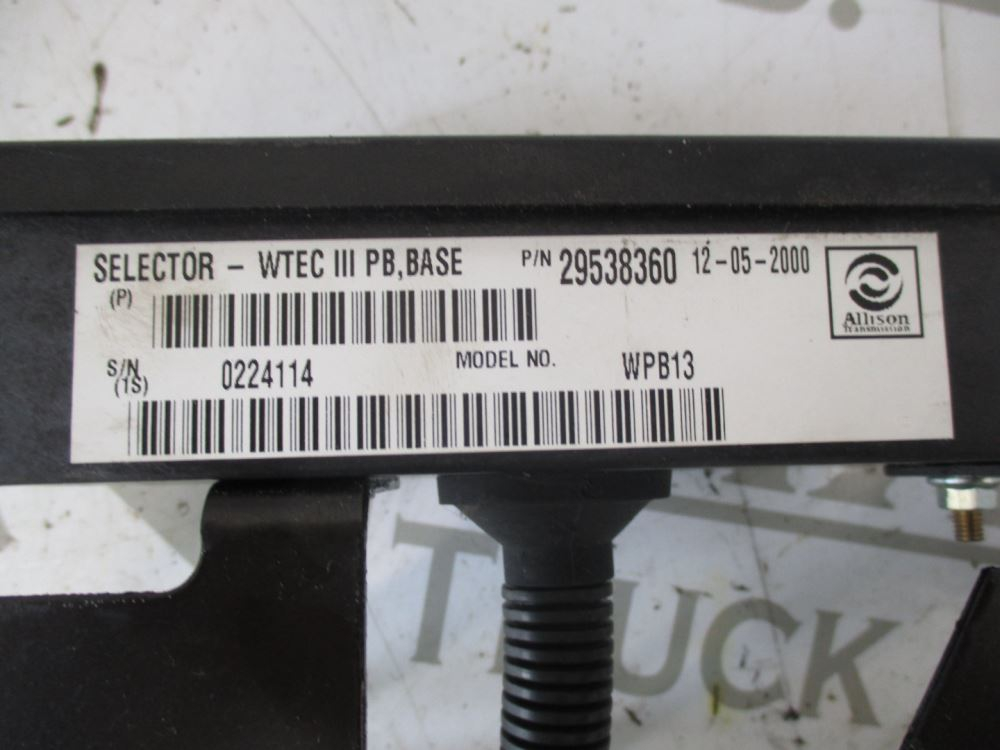 SELECTOR – WTEC III PB,BASE P/N 29538360 12-05-2000
(P)
Allison
TRANSMISSION
S/N 0224114 MODEL NO. WPB13
(1S)
TRUCK